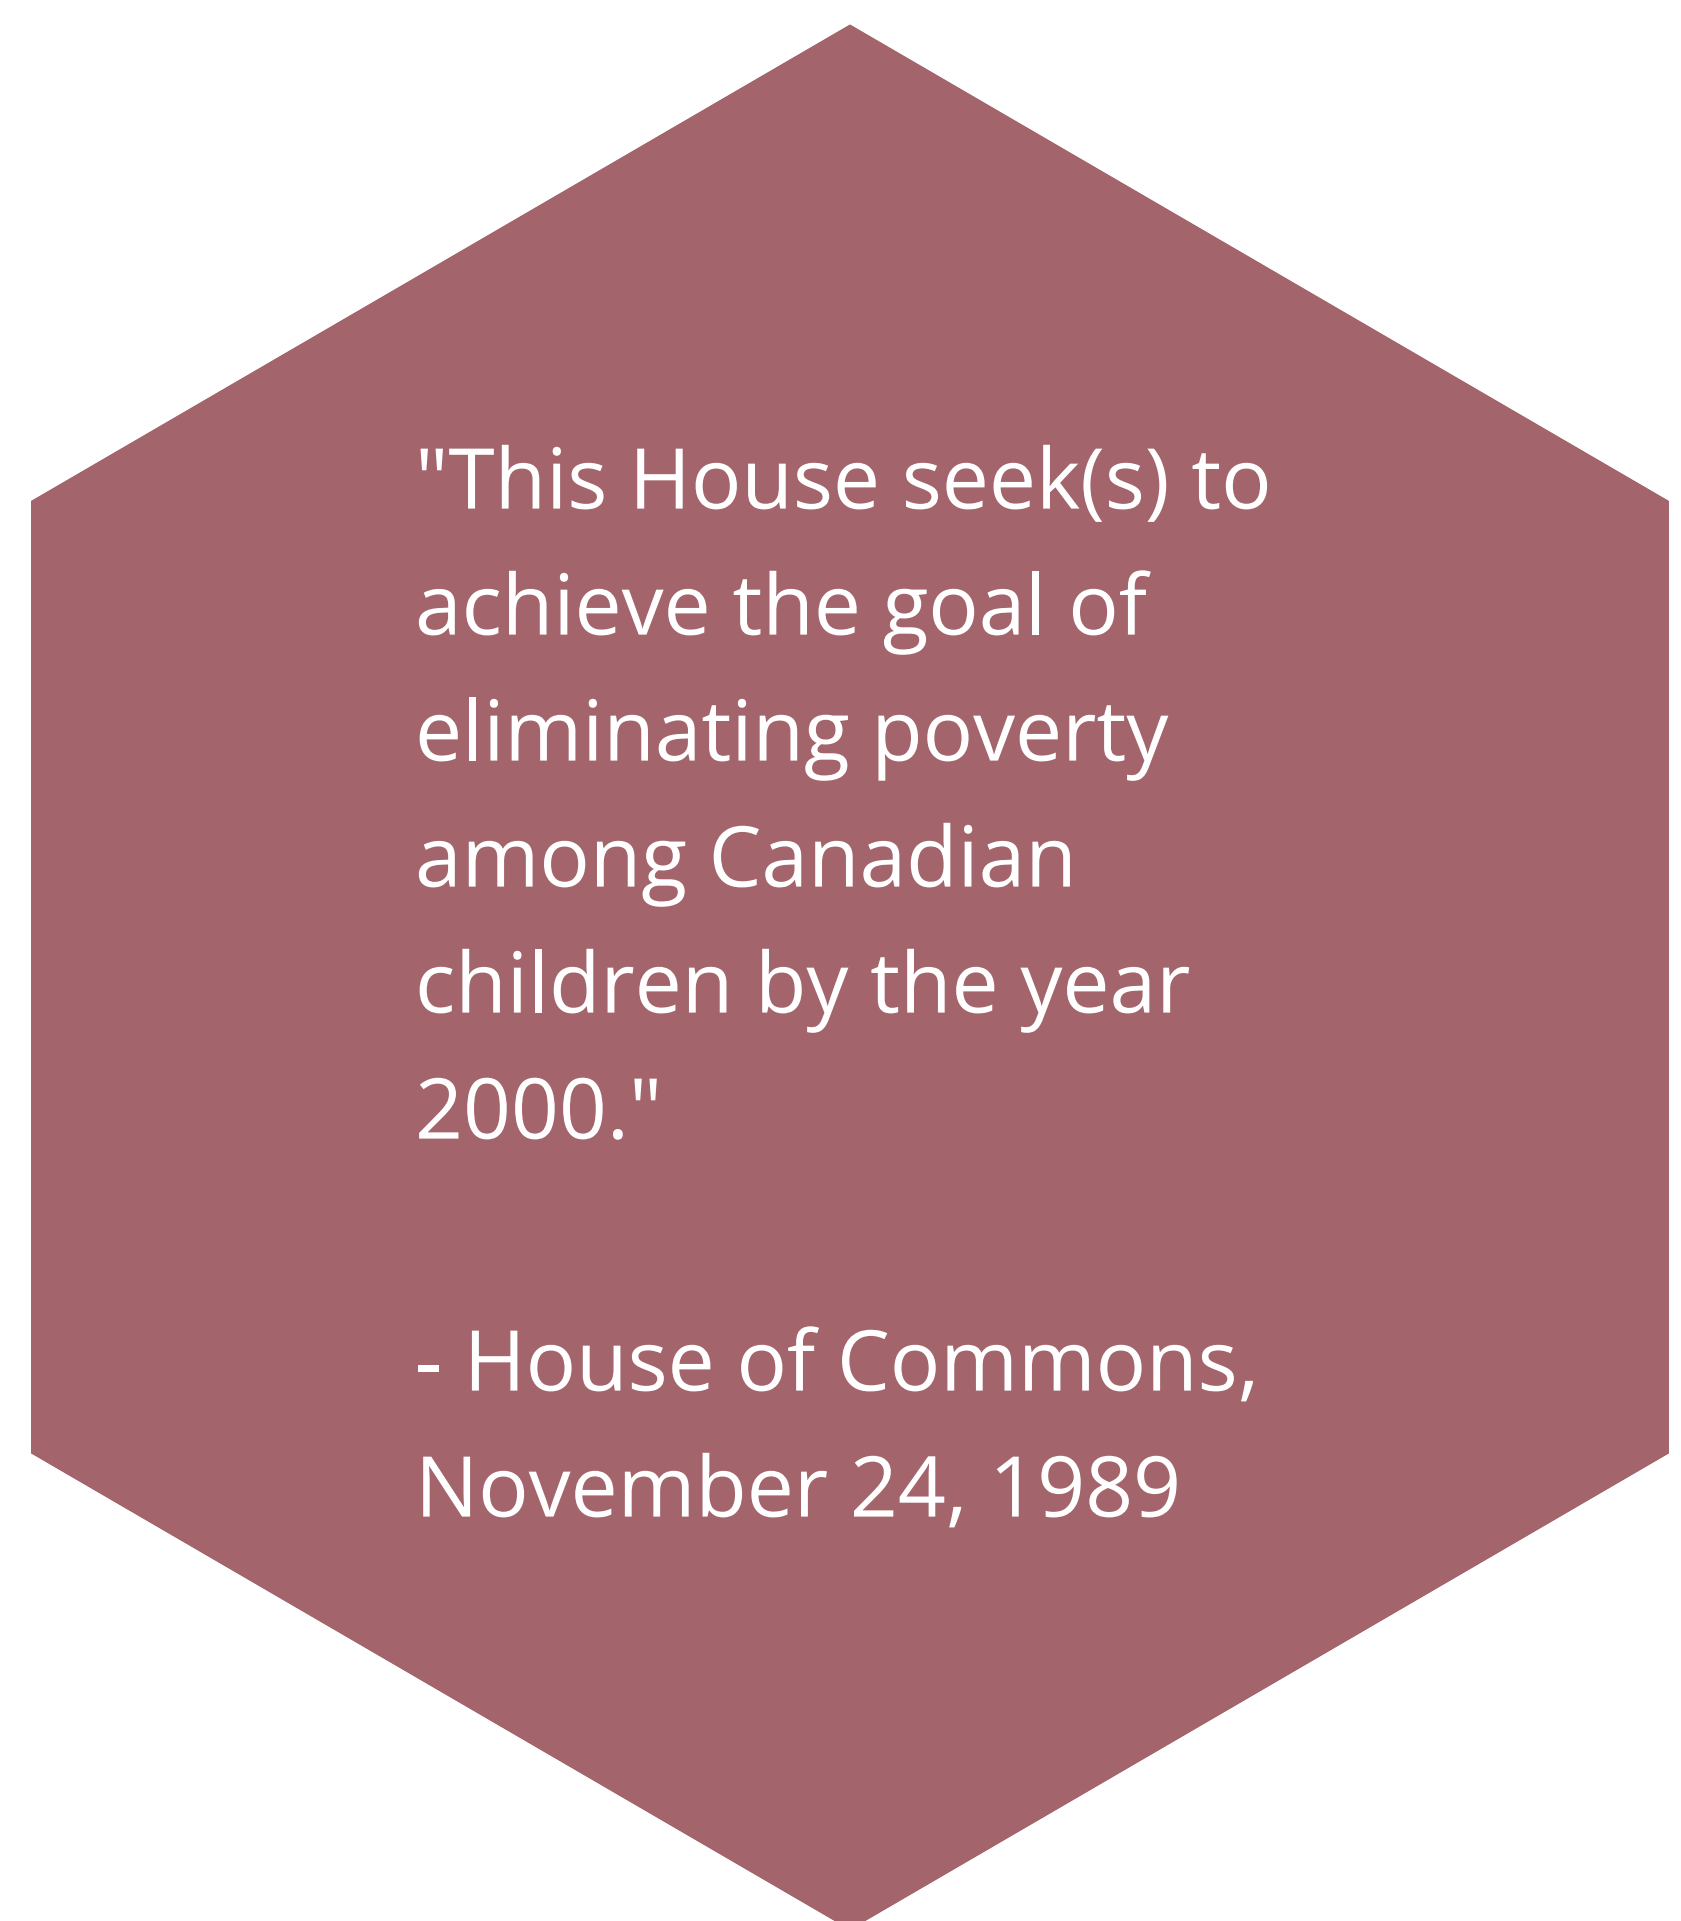 "This House seek(s) to
achieve the goal of
eliminating poverty
among Canadian
children by the year
2000."
- House of Commons,
November 24, 1989